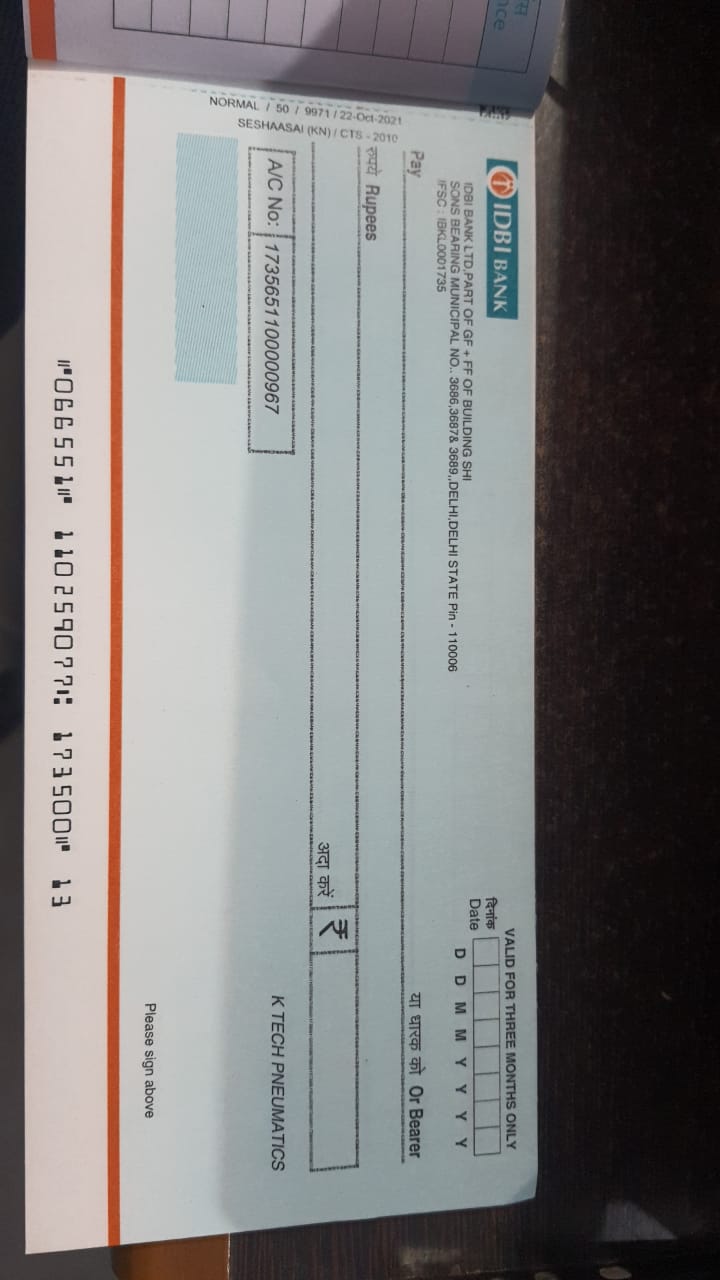 IDBI BANK
VALID FOR THREE MONTHS ONLY
दिनांक
Date
D D M M Y Y Y Y
IDBI BANK LTD,PART OF GF + FF OF BUILDING SHI
SONS BEARING MUNICIPAL NO.. 3686,3687& 3689,,DELHI,DELHI STATE Pin - 110006
IFSC : IBKL0001735
Pay या धारक को Or Bearer
रुपये Rupees
अदा करें ₹
A/C No: 1735651100000967
K TECH PNEUMATICS
Please sign above
NORMAL / 50 / 9971 / 22-Oct-2021
SESHAASAI (KN) / CTS - 2010
⑈066551⑈ 110259077⑆ 173500⑈ 13
nce